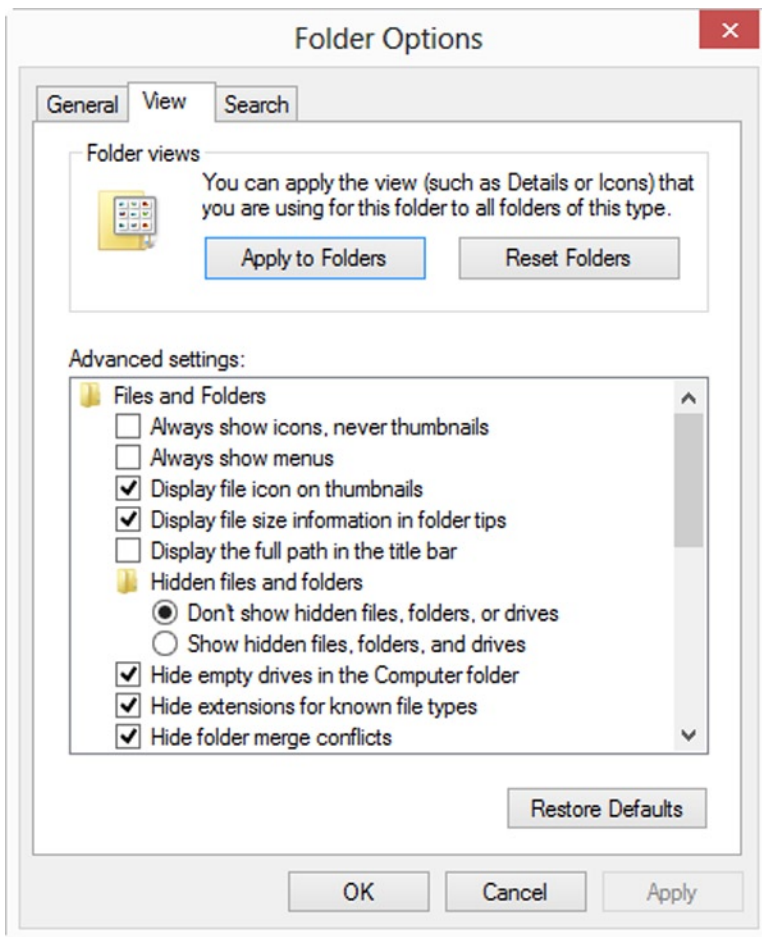 Folder Options
General View Search
Folder views
You can apply the view (such as Details or Icons) that
you are using for this folder to all folders of this type.
Apply to Folders Reset Folders
Advanced settings:
Files and Folders
Always show icons, never thumbnails
Always show menus
Display file icon on thumbnails
Display file size information in folder tips
Display the full path in the title bar
Hidden files and folders
Don't show hidden files, folders, or drives
Show hidden files, folders, and drives
Hide empty drives in the Computer folder
Hide extensions for known file types
Hide folder merge conflicts
Restore Defaults
OK Cancel Apply